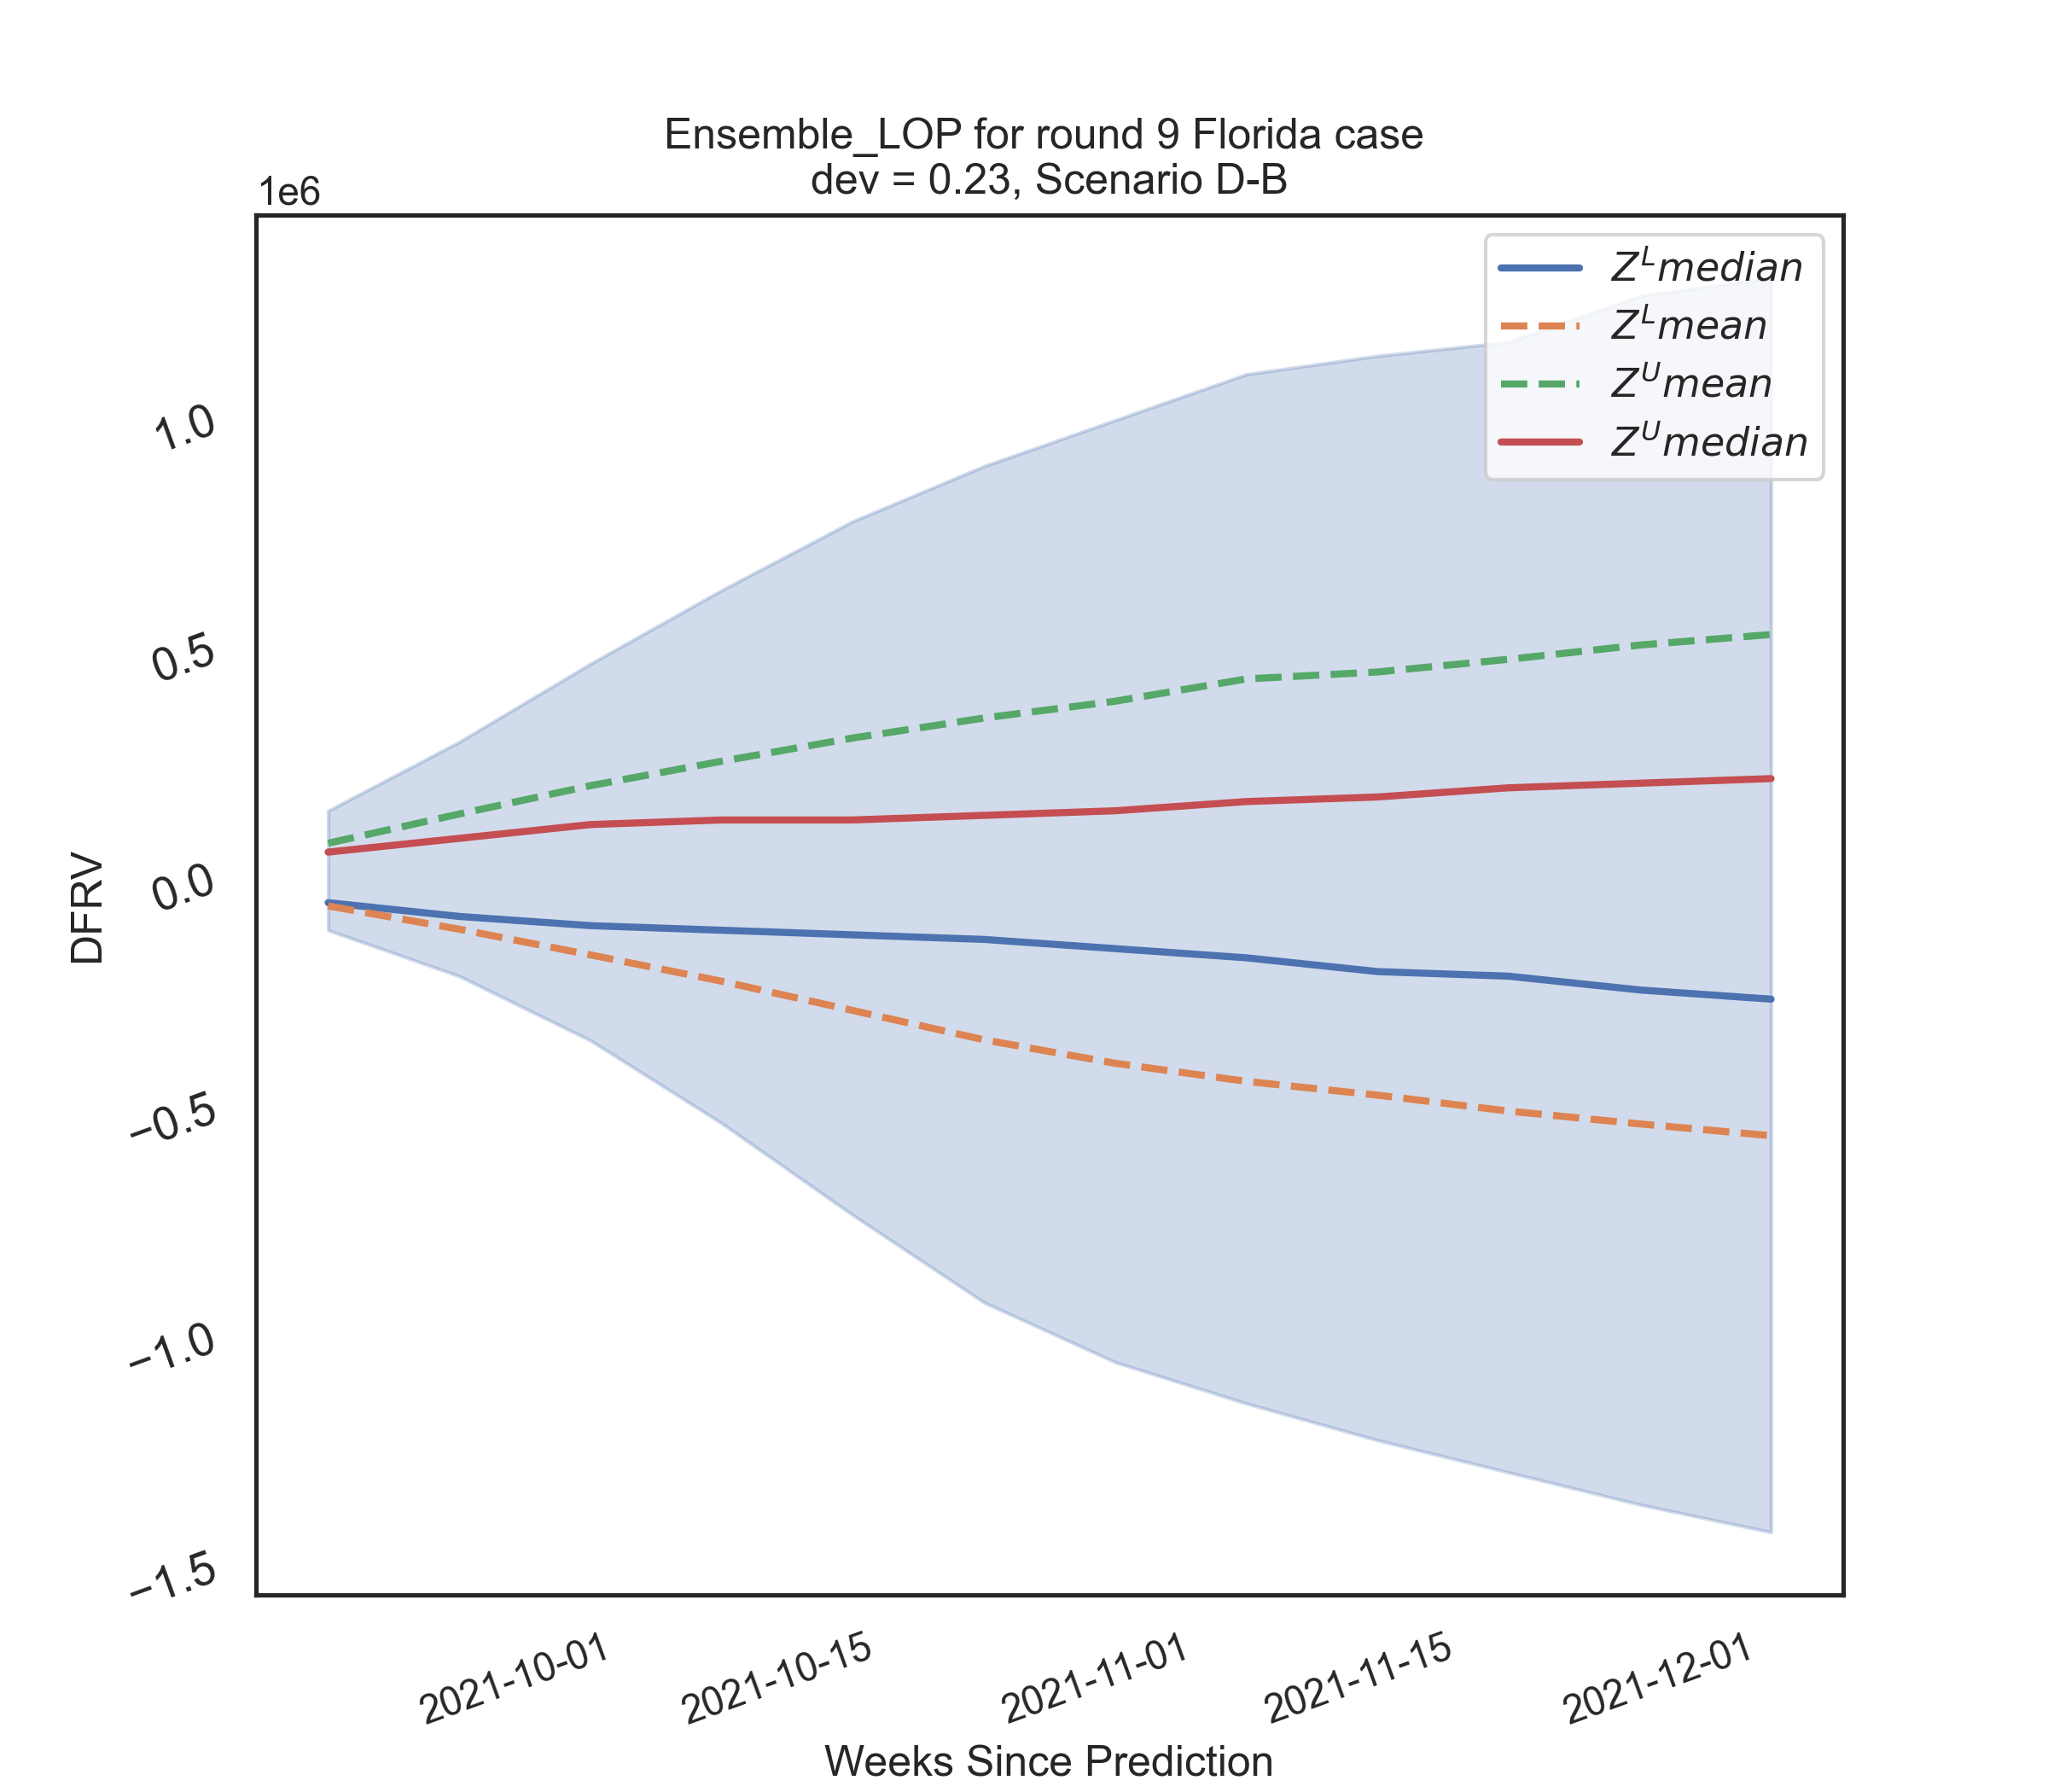 Ensemble_LOP for round 9 Florida case
dev = 0.23, Scenario D-B
1e6
Z^L median
Z^L mean
Z^U mean
Z^U median
1.0
0.5
0.0
−0.5
−1.0
−1.5
DFRV
2021-10-01
2021-10-15
2021-11-01
2021-11-15
2021-12-01
Weeks Since Prediction